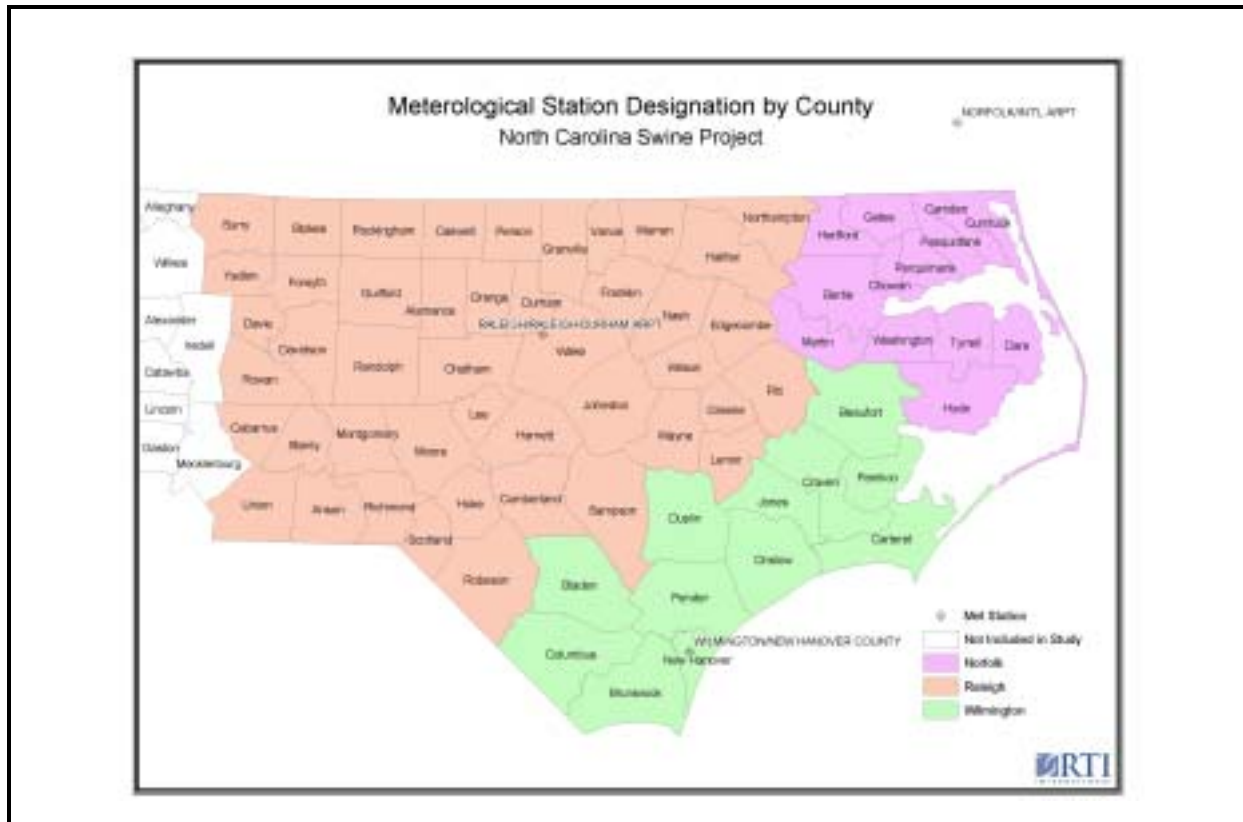 Meterological Station Designation by County
North Carolina Swine Project
NORFOLK/INTL ARPT
Alleghany
Surry
Stokes
Rockingham
Caswell
Person
Granville
Vance
Warren
Northampton
Halifax
Hertford
Gates
Camden
Currituck
Pasquotank
Perquimans
Chowan
Bertie
Wilkes
Yadkin
Forsyth
Guilford
Alamance
Orange
Durham
Franklin
Nash
Edgecombe
Martin
Washington
Tyrrell
Dare
Alexander
Iredell
Davie
Davidson
RALEIGH/RALEIGH-DURHAM ARPT
Wake
Catawba
Rowan
Randolph
Chatham
Wilson
Pitt
Beaufort
Hyde
Lincoln
Cabarrus
Stanly
Montgomery
Moore
Lee
Harnett
Johnston
Wayne
Greene
Lenoir
Craven
Pamlico
Gaston
Mecklenburg
Union
Anson
Richmond
Hoke
Cumberland
Sampson
Duplin
Jones
Carteret
Scotland
Robeson
Bladen
Pender
Onslow
Columbus
WILMINGTON/NEW HANOVER COUNTY
New Hanover
Brunswick
Met Station
Not Included in Study
Norfolk
Raleigh
Wilmington
RTI
INTERNATIONAL